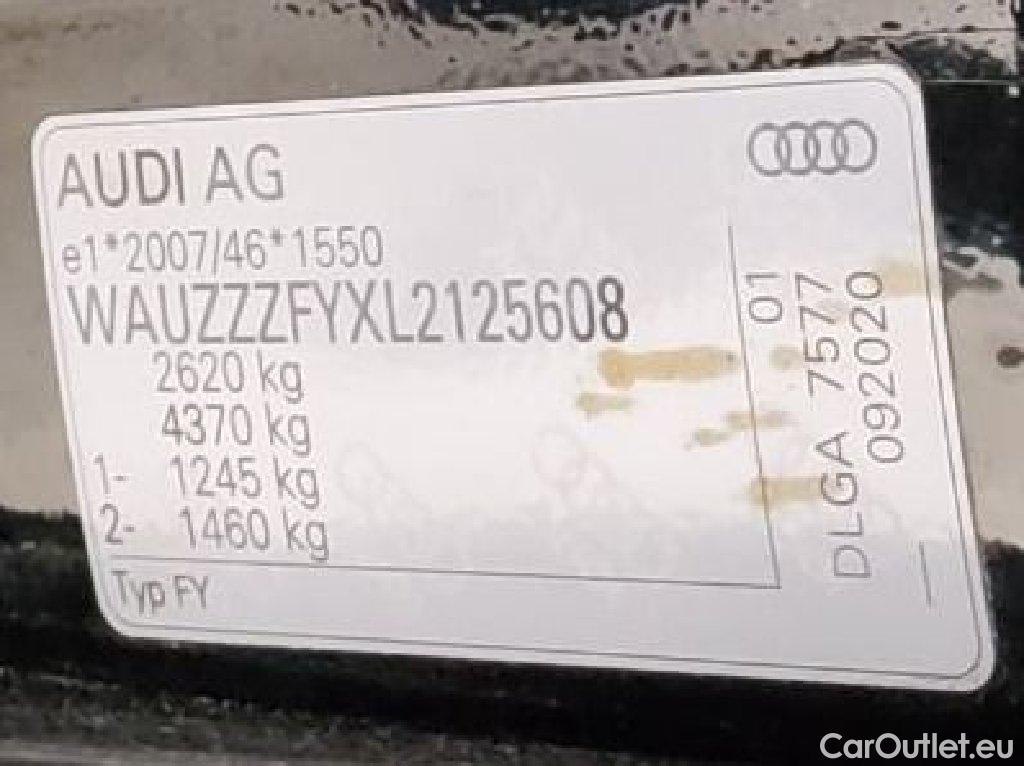 AUDI AG
e1*2007/46*1550
WAUZZZFYXL2125608
2620 kg
4370 kg
1- 1245 kg
2- 1460 kg
Typ FY
01
DLGA 7577
092020
CarOutlet.eu